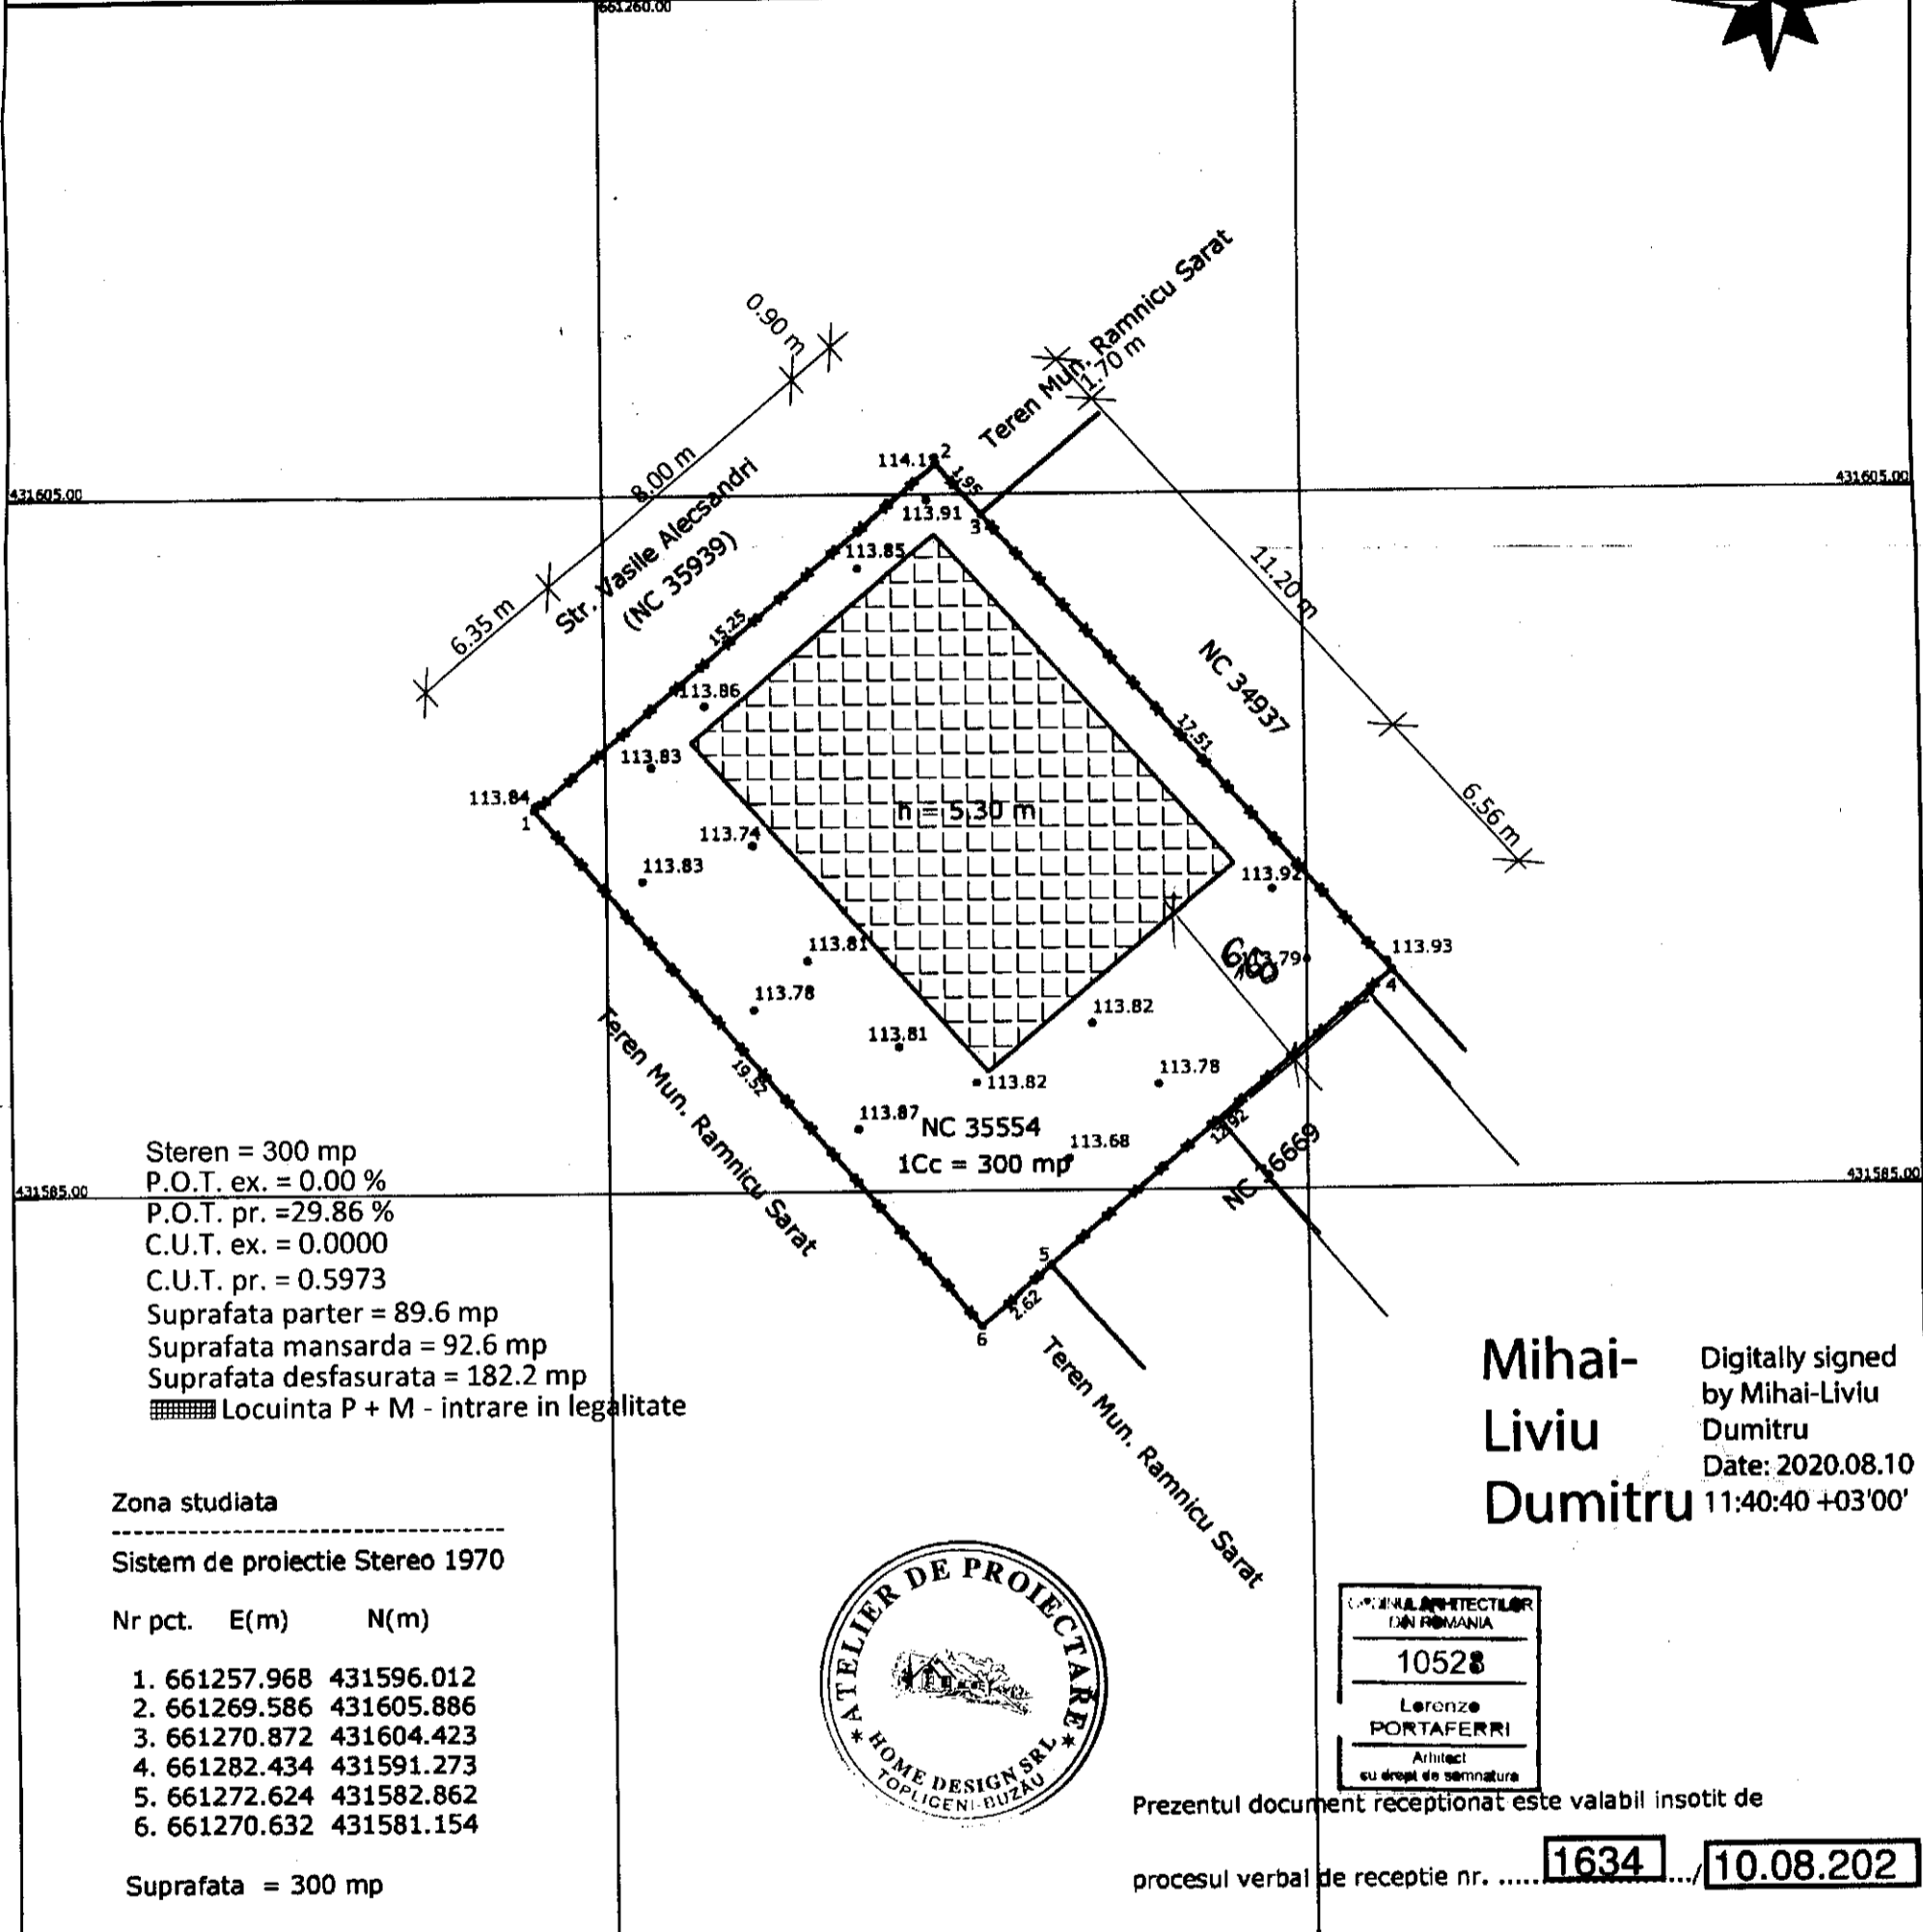 661260.00
431605.00
431605.00
0.90 m
8.00 m
6.35 m
Str. Vasile Alecsandri
(NC 35939)
Teren Mun. Ramnicu Sarat
1.70 m
11.20 m
6.56 m
NC 34937
2
1.95
3
113.91
113.85
15.25
113.86
113.83
113.84
1
h = 5.30 m
17.51
113.74
113.83
113.92
113.81
113.93
4
113.78
113.82
113.81
113.78
113.82
113.87
NC 35554
113.68
1Cc = 300 mp
19.52
Teren Mun. Ramnicu Sarat
5
2.62
6
Teren Mun. Ramnicu Sarat
431585.00
431585.00
Steren = 300 mp
P.O.T. ex. = 0.00 %
P.O.T. pr. =29.86 %
C.U.T. ex. = 0.0000
C.U.T. pr. = 0.5973
Suprafata parter = 89.6 mp
Suprafata mansarda = 92.6 mp
Suprafata desfasurata = 182.2 mp
Locuinta P + M - intrare in legalitate
Zona studiata
-----------------------------------
Sistem de proiectie Stereo 1970
Nr pct. E(m) N(m)
1. 661257.968 431596.012
2. 661269.586 431605.886
3. 661270.872 431604.423
4. 661282.434 431591.273
5. 661272.624 431582.862
6. 661270.632 431581.154
Suprafata = 300 mp
ATELIER DE PROIECTARE
HOME DESIGN SRL
TOPLICENI-BUZĂU
Mihai-
Liviu
Dumitru
Digitally signed
by Mihai-Liviu
Dumitru
Date: 2020.08.10
11:40:40 +03'00'
ORDINUL ARHITECTILOR
DIN ROMANIA
10528
Lorenzo
PORTAFERRI
Arhitect
cu drept de semnatura
Prezentul document receptionat este valabil insotit de
procesul verbal de receptie nr. ..... 1634 .../ 10.08.202